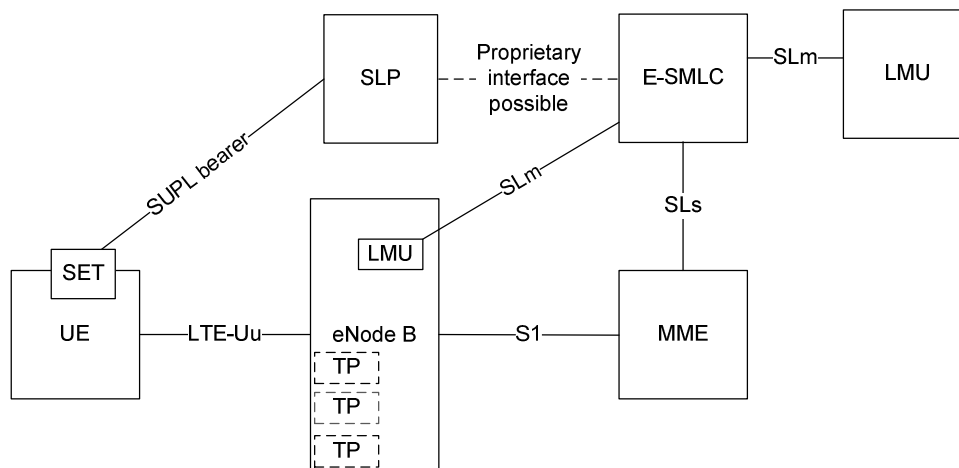 Proprietary
interface
possible
SLP
E-SMLC
SLm
LMU
SUPL bearer
SLm
SLs
LMU
SET
UE
LTE-Uu
eNode B
S1
MME
TP
TP
TP